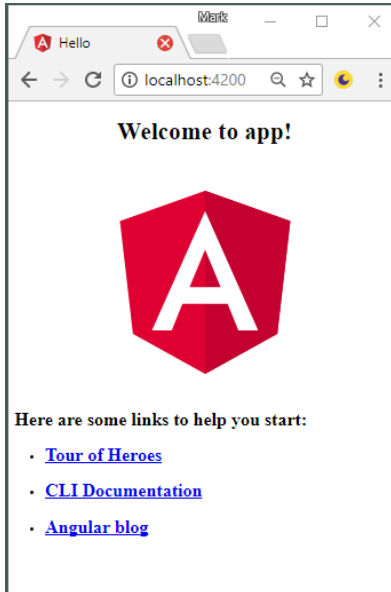 Mark
Hello
localhost:4200
Welcome to app!
A
Here are some links to help you start:
Tour of Heroes
CLI Documentation
Angular blog